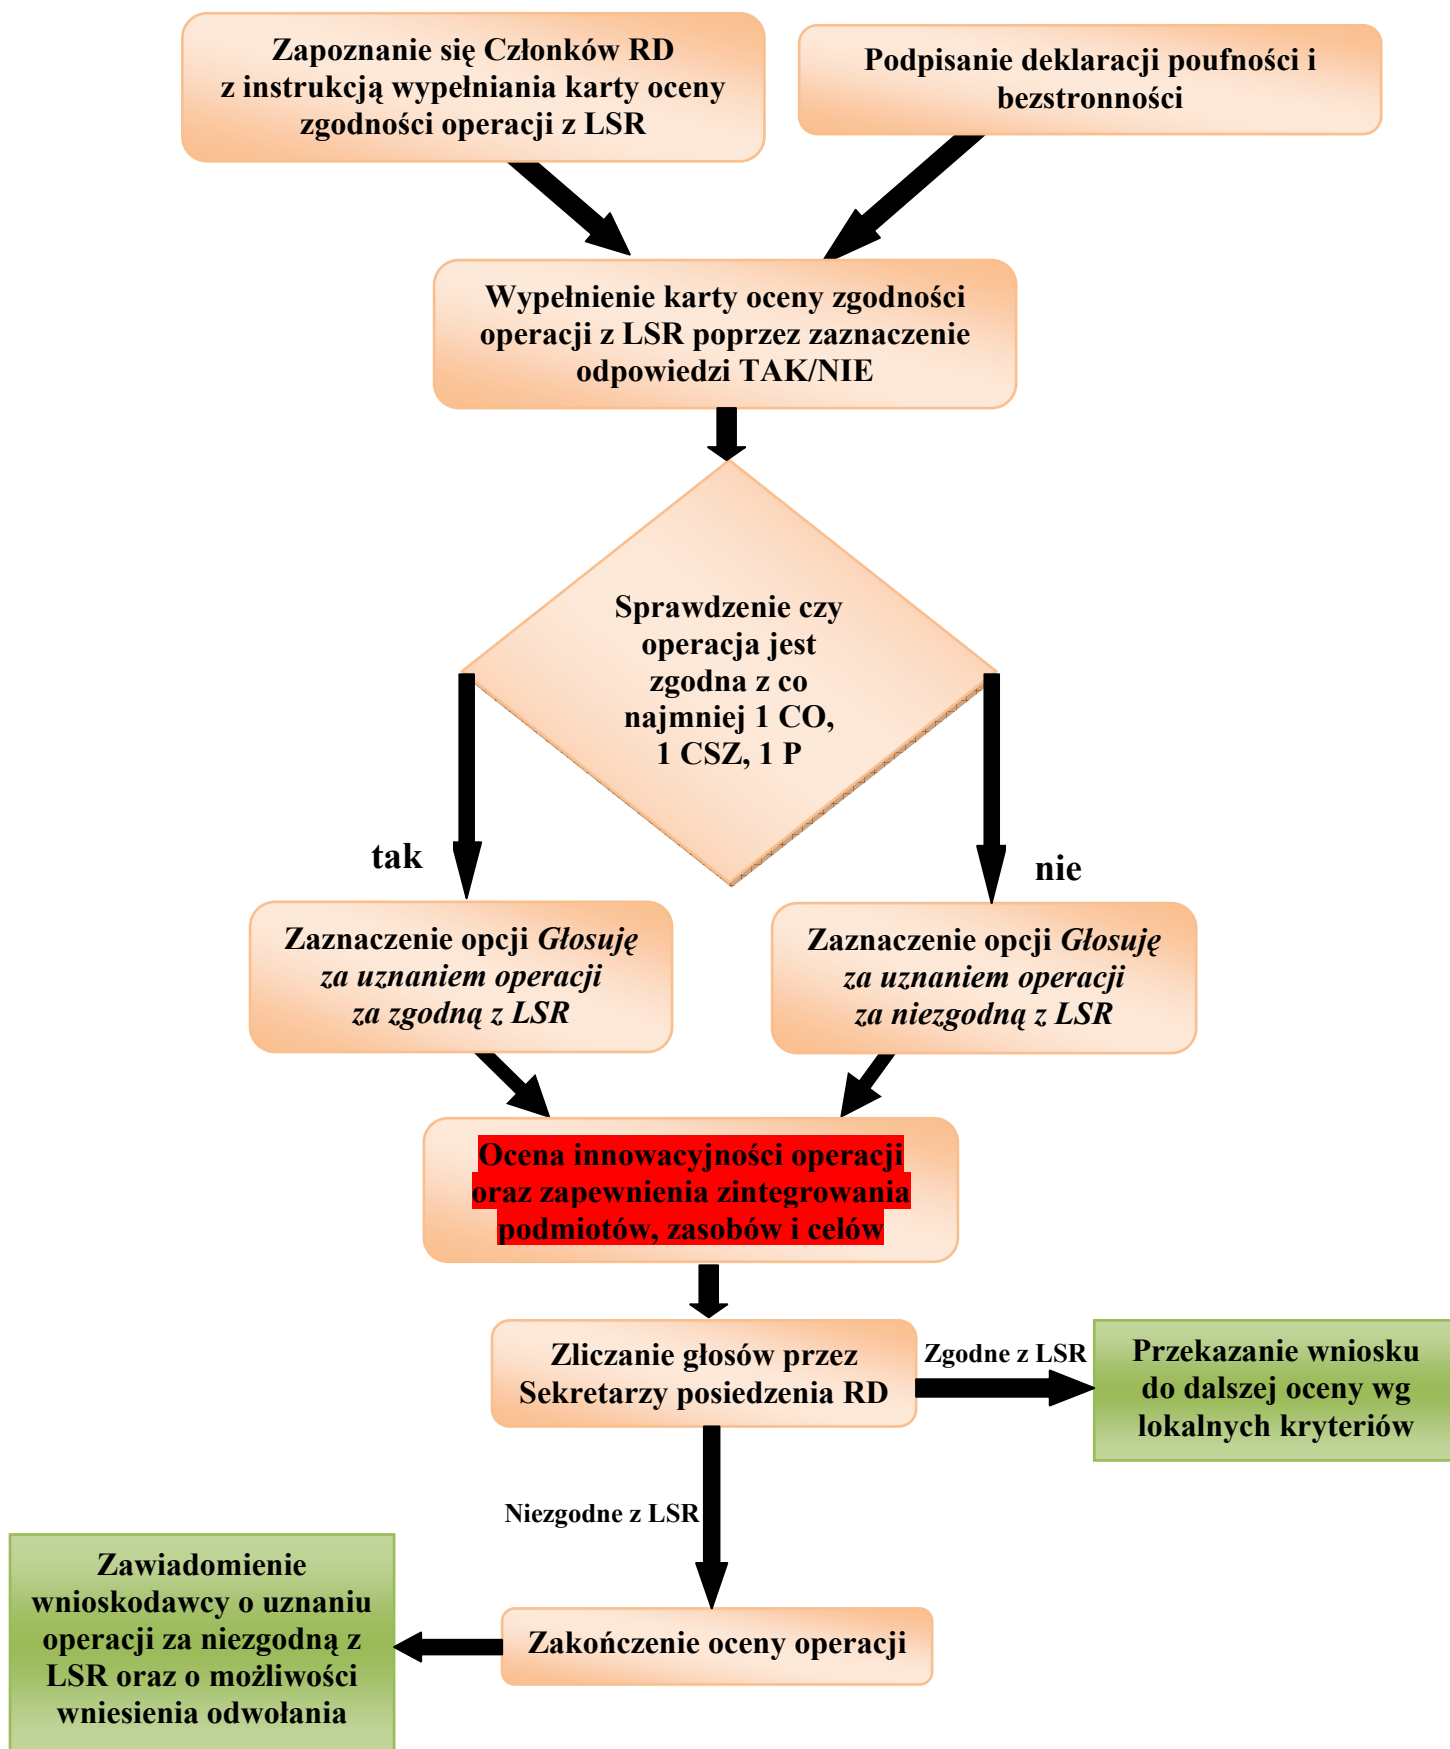 Zapoznanie się Członków RD
z instrukcją wypełniania karty oceny
zgodności operacji z LSR
Podpisanie deklaracji poufności i
bezstronności
Wypełnienie karty oceny zgodności
operacji z LSR poprzez zaznaczenie
odpowiedzi TAK/NIE
Sprawdzenie czy
operacja jest
zgodna z co
najmniej 1 CO,
1 CSZ, 1 P
tak
nie
Zaznaczenie opcji Głosuję
za uznaniem operacji
za zgodną z LSR
Zaznaczenie opcji Głosuję
za uznaniem operacji
za niezgodną z LSR
Ocena innowacyjności operacji
oraz zapewnienia zintegrowania
podmiotów, zasobów i celów
Zliczanie głosów przez
Sekretarzy posiedzenia RD
Zgodne z LSR
Przekazanie wniosku
do dalszej oceny wg
lokalnych kryteriów
Niezgodne z LSR
Zakończenie oceny operacji
Zawiadomienie
wnioskodawcy o uznaniu
operacji za niezgodną z
LSR oraz o możliwości
wniesienia odwołania